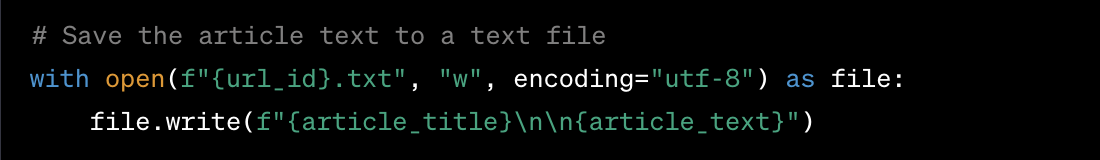 # Save the article text to a text file
with open(f"{url_id}.txt", "w", encoding="utf-8") as file:
    file.write(f"{article_title}\n\n{article_text}")